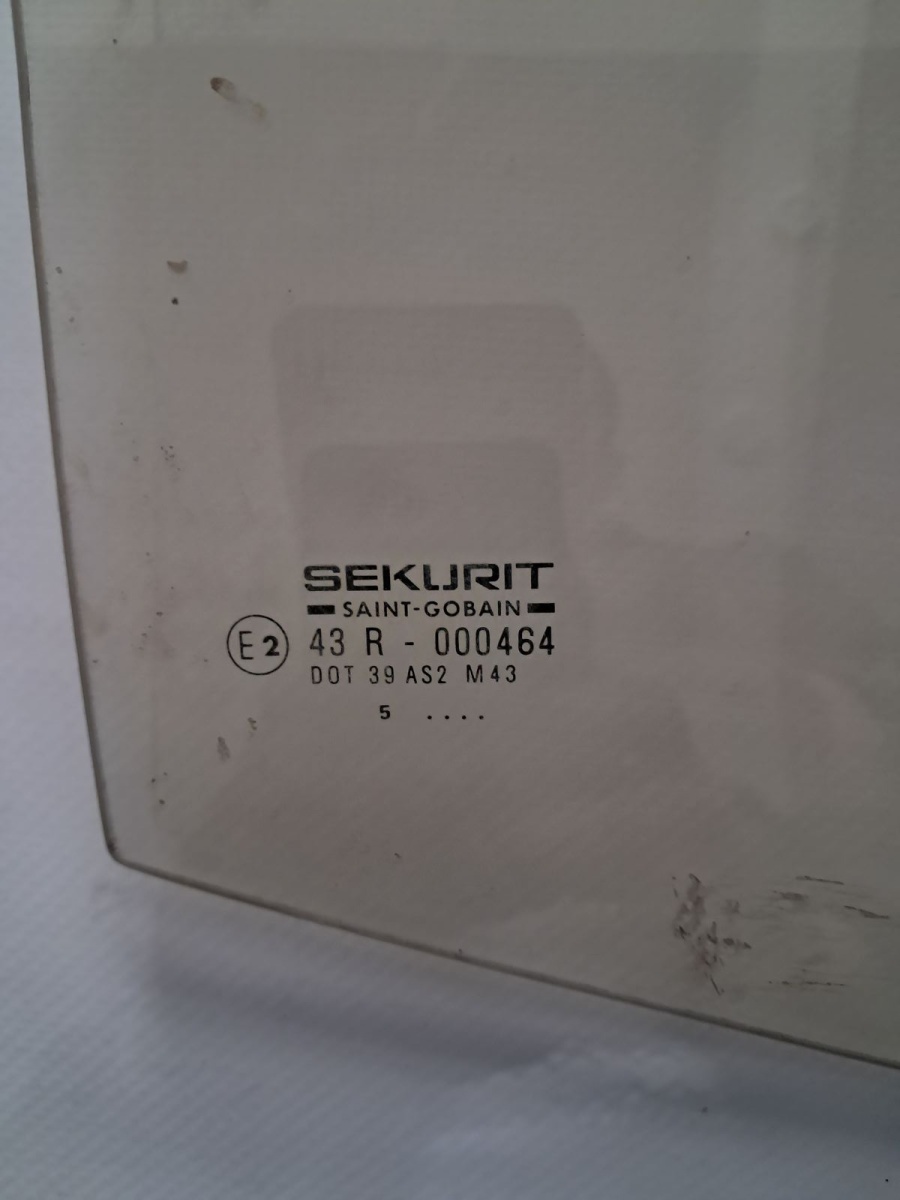 SEKURIT
SAINT-GOBAIN
E2 43 R - 000464
DOT 39 AS2 M43
5 ....